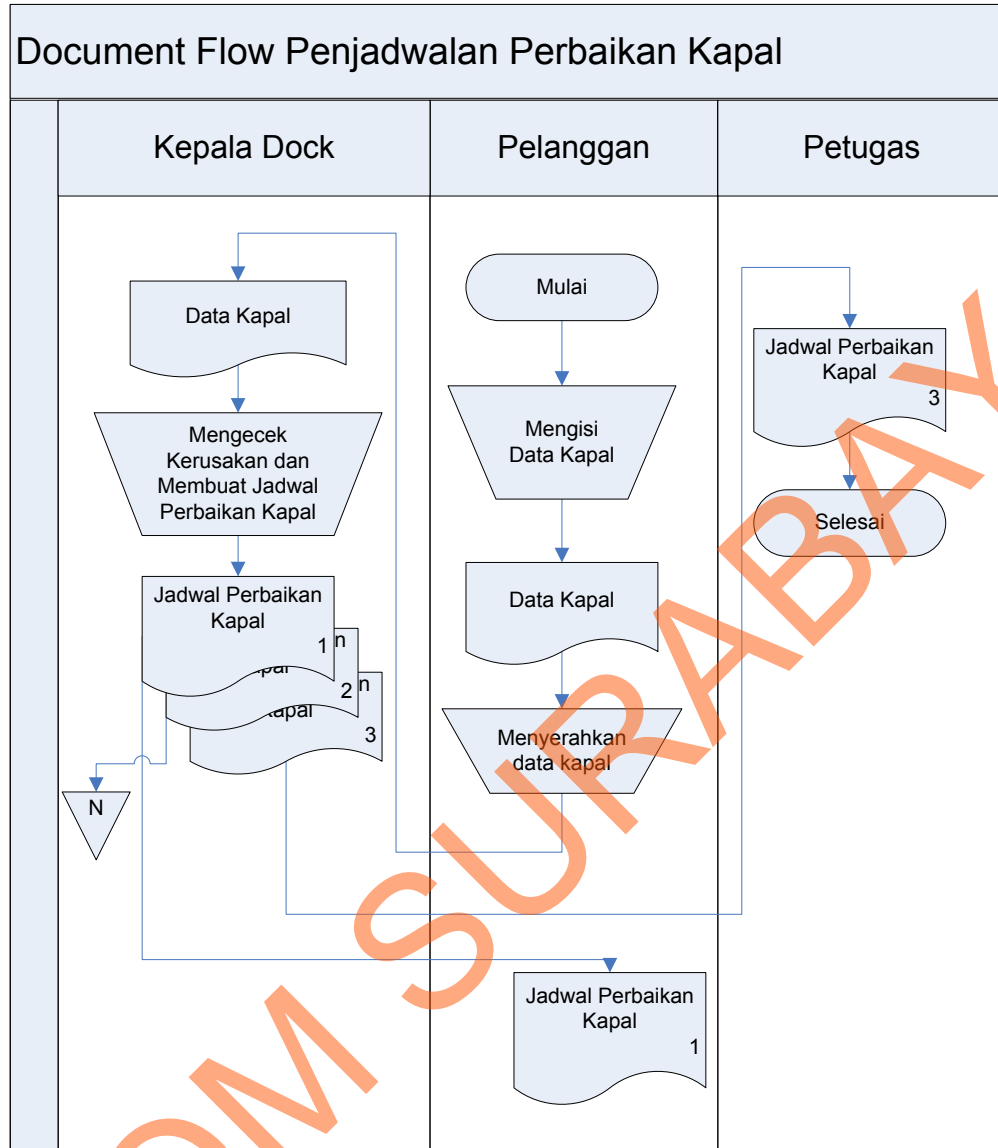 Document Flow Penjadwalan Perbaikan Kapal
Kepala Dock
Pelanggan
Petugas
Data Kapal
Mengecek
Kerusakan dan
Membuat Jadwal
Perbaikan Kapal
Jadwal Perbaikan
Kapal
1
n
2
n
3
N
Mulai
Mengisi
Data Kapal
Data Kapal
Menyerahkan
data kapal
Jadwal Perbaikan
Kapal
1
Jadwal Perbaikan
Kapal
3
Selesai
OM SURABAY